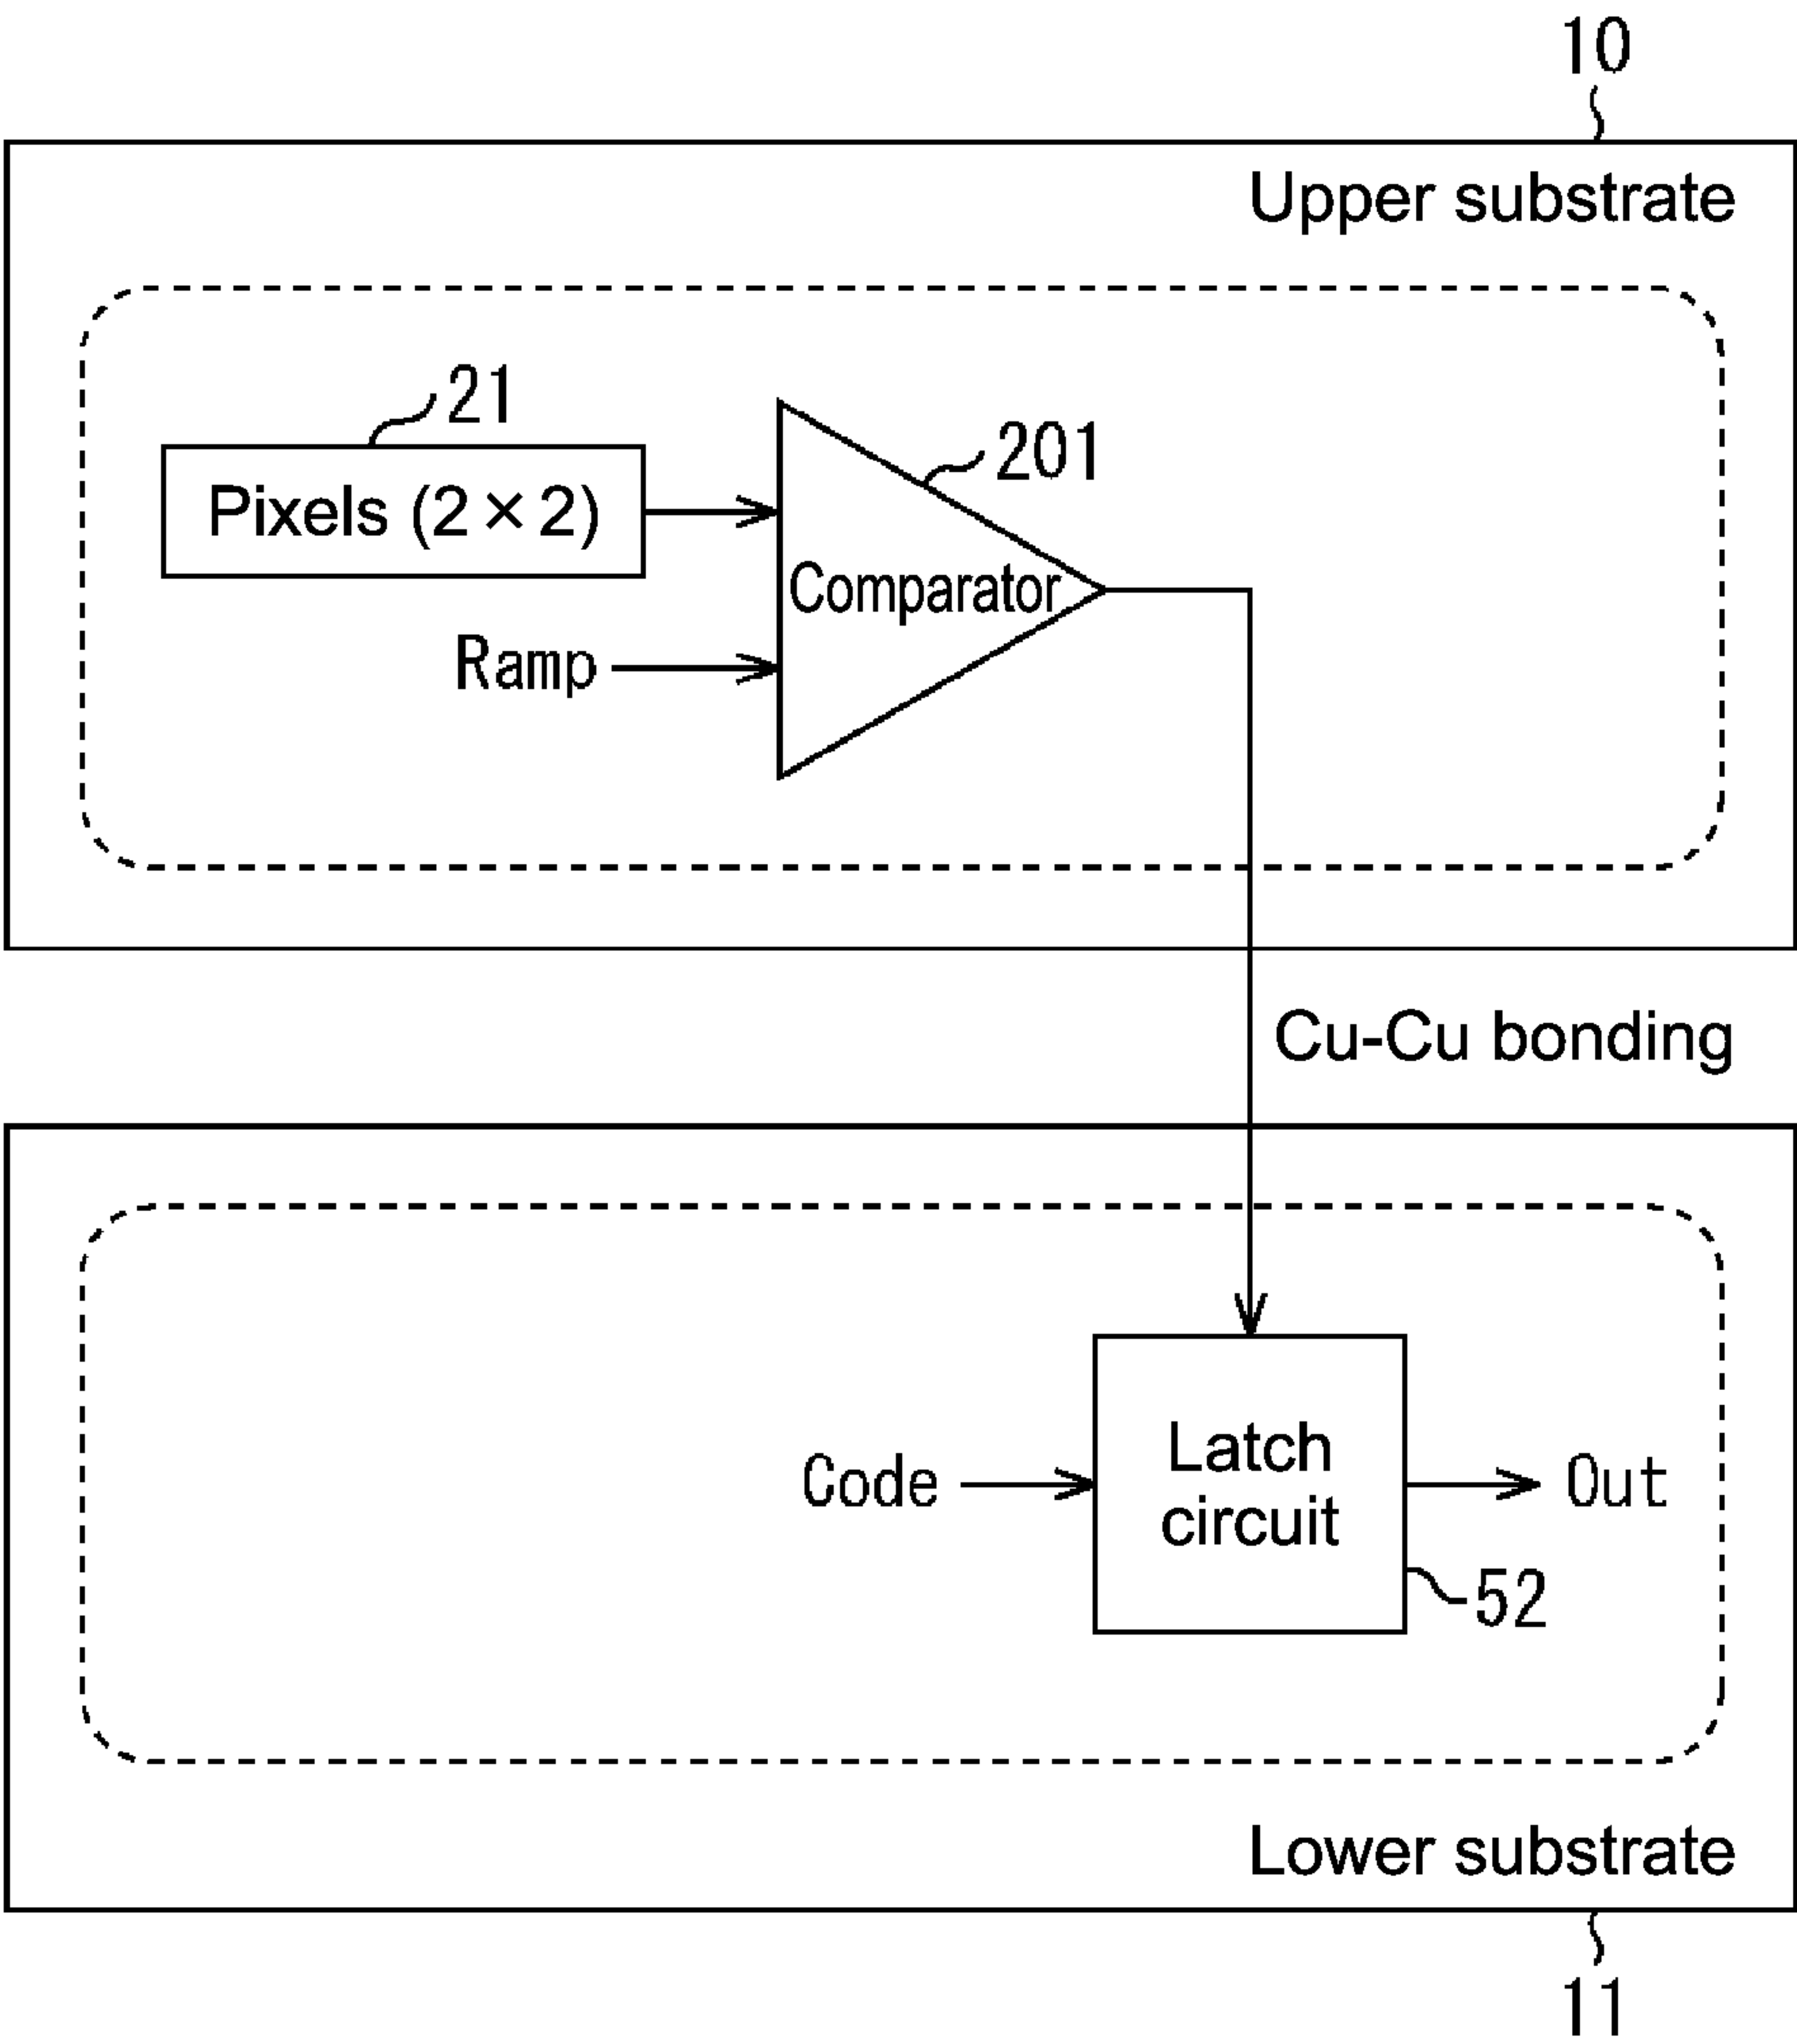 10
Upper substrate
21
201
Pixels (2 × 2)
Comparator
Ramp
Cu-Cu bonding
Latch
circuit
Code
Out
52
Lower substrate
11